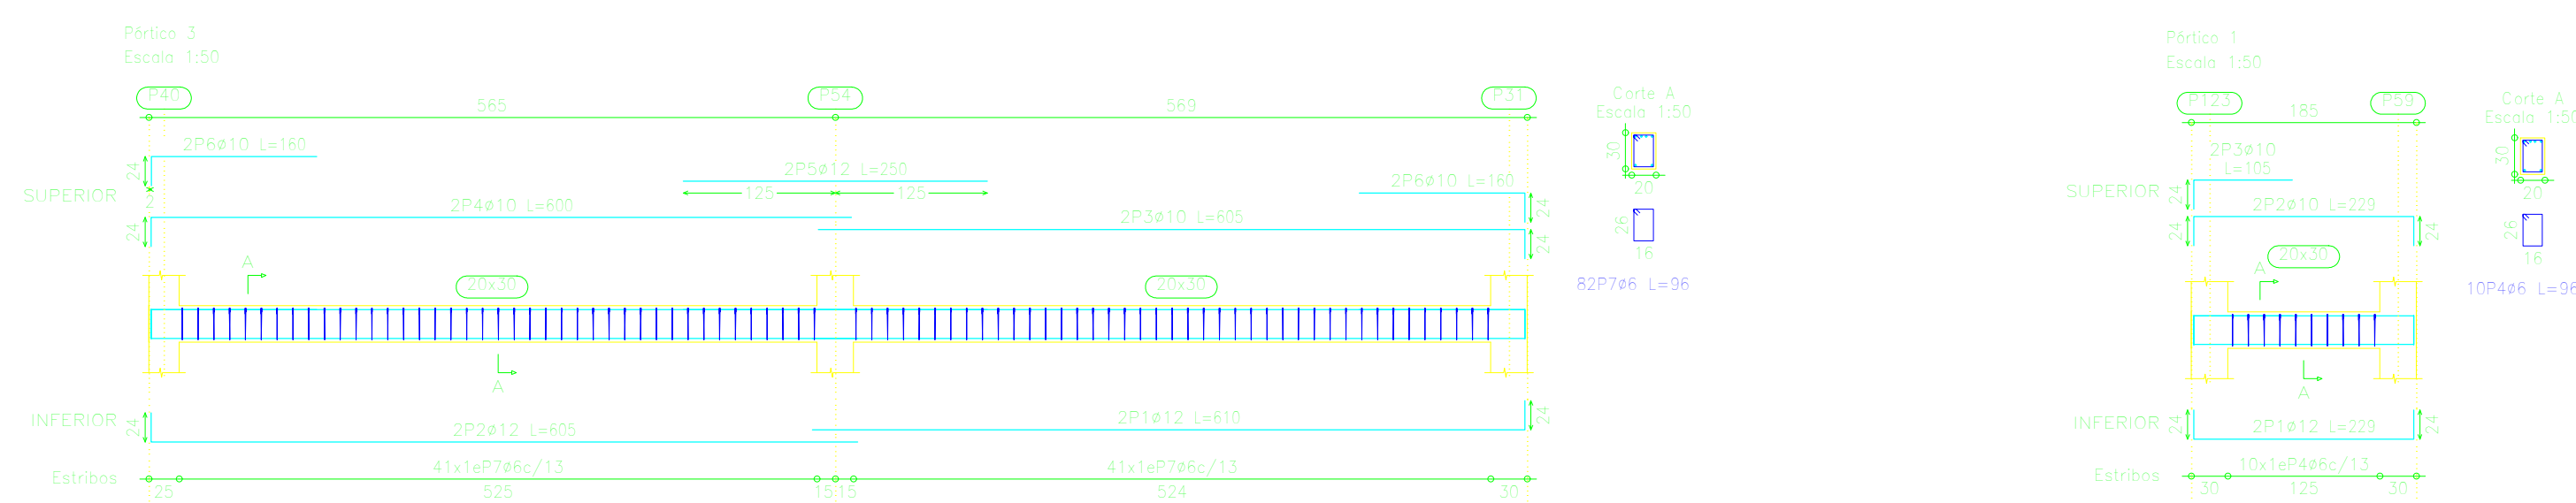 Pórtico 3
Escala 1:50
P40
P54
P31
565
569
2P6ø10 L=160
24
2
SUPERIOR
2P5ø12 L=250
125
125
2P6ø10 L=160
24
2P4ø10 L=600
24
2P3ø10 L=605
24
A
20x30
20x30
A
INFERIOR
24
2P2ø12 L=605
2P1ø12 L=610
24
Estribos
41x1eP7ø6c/13
41x1eP7ø6c/13
25
525
15
15
524
30
Corte A
Escala 1:50
30
20
26
16
82P7ø6 L=96
Pórtico 1
Escala 1:50
P123
P59
185
2P3ø10
L=105
SUPERIOR
24
2P2ø10 L=229
24
24
20x30
A
A
INFERIOR
24
2P1ø12 L=229
24
Estribos
10x1eP4ø6c/13
30
125
30
Corte A
Escala 1:50
30
20
26
16
10P4ø6 L=96